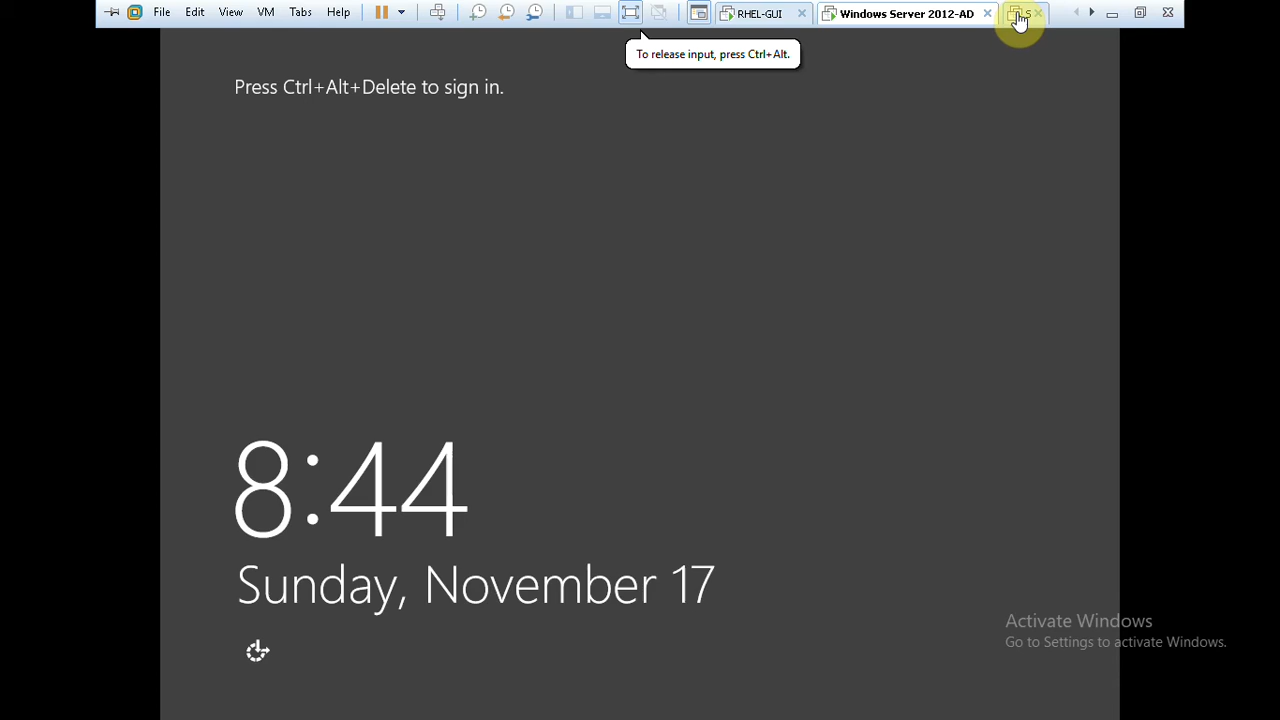 File Edit View VM Tabs Help RHEL-GUI Windows Server 2012-AD S
To release input, press Ctrl+Alt.
Press Ctrl+Alt+Delete to sign in.
8:44
Sunday, November 17
Activate Windows
Go to Settings to activate Windows.